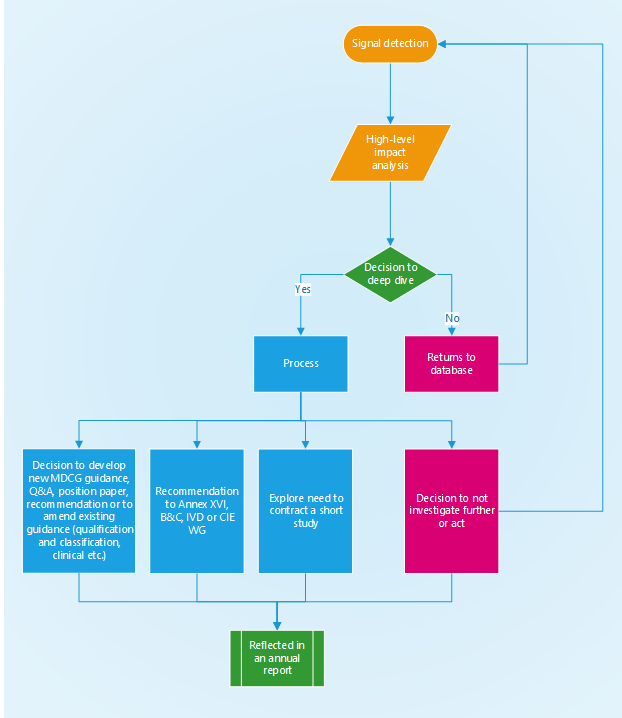 Signal detection
High-level
impact
analysis
Decision to
deep dive
Yes
No
Process
Returns to
database
Decision to develop
new MDCG guidance,
Q&A, position paper,
recommendation or to
amend existing
guidance (qualification
and classification,
clinical etc.)
Recommendation
to Annex XVI,
B&C, IVD or CIE
WG
Explore need to
contract a short
study
Decision to not
investigate further
or act
Reflected in
an annual
report